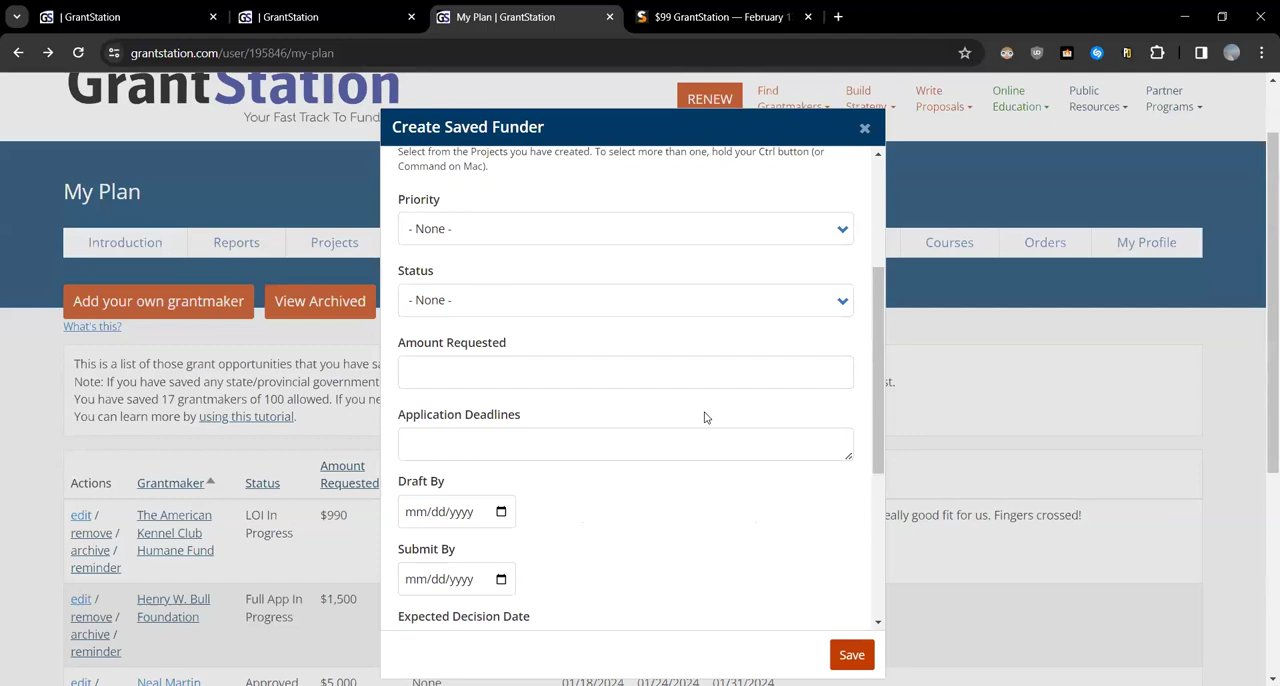 | GrantStation
| GrantStation
My Plan | GrantStation
$99 GrantStation — February 1
grantstation.com/user/195846/my-plan
GrantStation
Your Fast Track To Fund
RENEW
Find Grantmakers
Build Strategy
Write Proposals
Online Education
Public Resources
Partner Programs
Create Saved Funder
Select from the Projects you have created. To select more than one, hold your Ctrl button (or
Command on Mac).
Priority
- None -
Status
- None -
Amount Requested
Application Deadlines
Draft By
mm/dd/yyyy
Submit By
mm/dd/yyyy
Expected Decision Date
Save
My Plan
Introduction
Reports
Projects
Courses
Orders
My Profile
Add your own grantmaker
View Archived
What's this?
This is a list of those grant opportunities that you have sa
Note: If you have saved any state/provincial government
You have saved 17 grantmakers of 100 allowed. If you ne
st.
You can learn more by using this tutorial.
Actions
Grantmaker
Status
Amount
Requested
edit /
remove /
archive /
reminder
The American
Kennel Club
Humane Fund
LOI In
Progress
$990
eally good fit for us. Fingers crossed!
edit /
remove /
archive /
reminder
Henry W. Bull
Foundation
Full App In
Progress
$1,500
edit /
Neal Martin
Approved
$5,000
None
01/18/2024
01/24/2024
01/31/2024